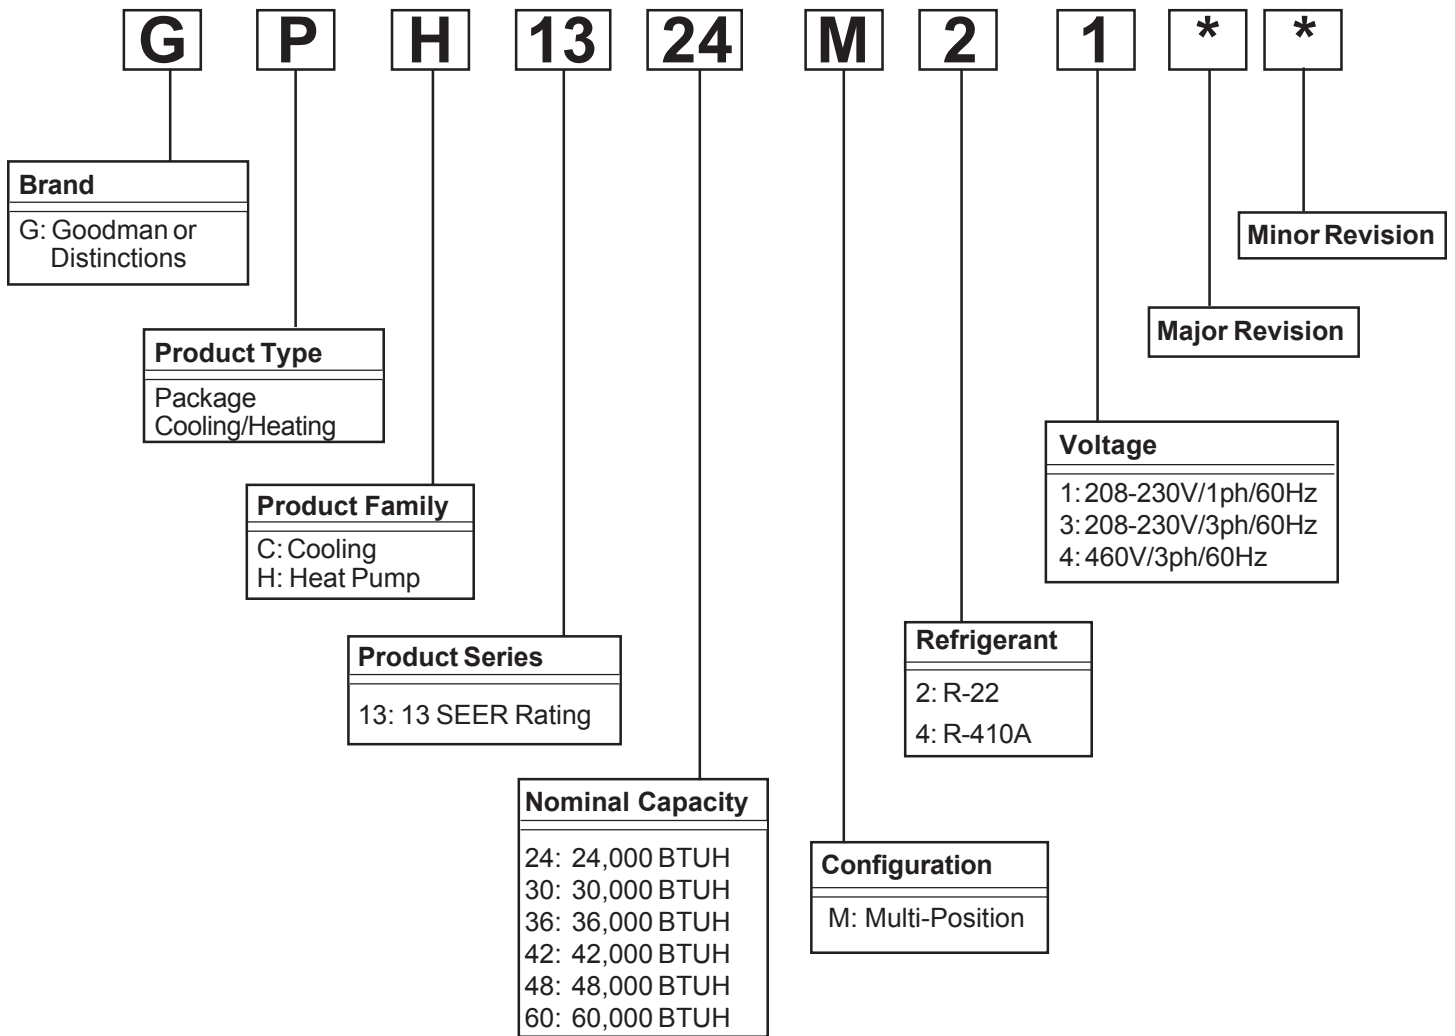 G P H 13 24 M 2 1 * *
Brand
G: Goodman or
Distinctions
Product Type
Package
Cooling/Heating
Product Family
C: Cooling
H: Heat Pump
Product Series
13: 13 SEER Rating
Nominal Capacity
24: 24,000 BTUH
30: 30,000 BTUH
36: 36,000 BTUH
42: 42,000 BTUH
48: 48,000 BTUH
60: 60,000 BTUH
Configuration
M: Multi-Position
Refrigerant
2: R-22
4: R-410A
Voltage
1: 208-230V/1ph/60Hz
3: 208-230V/3ph/60Hz
4: 460V/3ph/60Hz
Major Revision
Minor Revision